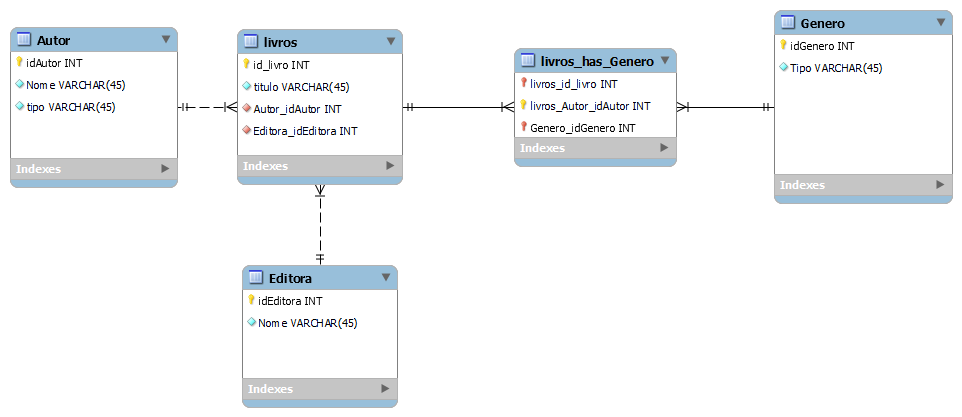 Autor
idAutor INT
Nome VARCHAR(45)
tipo VARCHAR(45)
Indexes
livros
id_livro INT
titulo VARCHAR(45)
Autor_idAutor INT
Editora_idEditora INT
Indexes
livros_has_Genero
livros_id_livro INT
livros_Autor_idAutor INT
Genero_idGenero INT
Indexes
Genero
idGenero INT
Tipo VARCHAR(45)
Indexes
Editora
idEditora INT
Nome VARCHAR(45)
Indexes